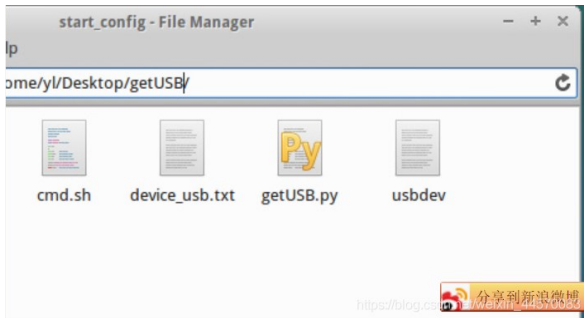 start_config - File Manager
lp
ome/yl/Desktop/getUSB/
cmd.sh
device_usb.txt
getUSB.py
usbdev
Py
分享到新浪微博